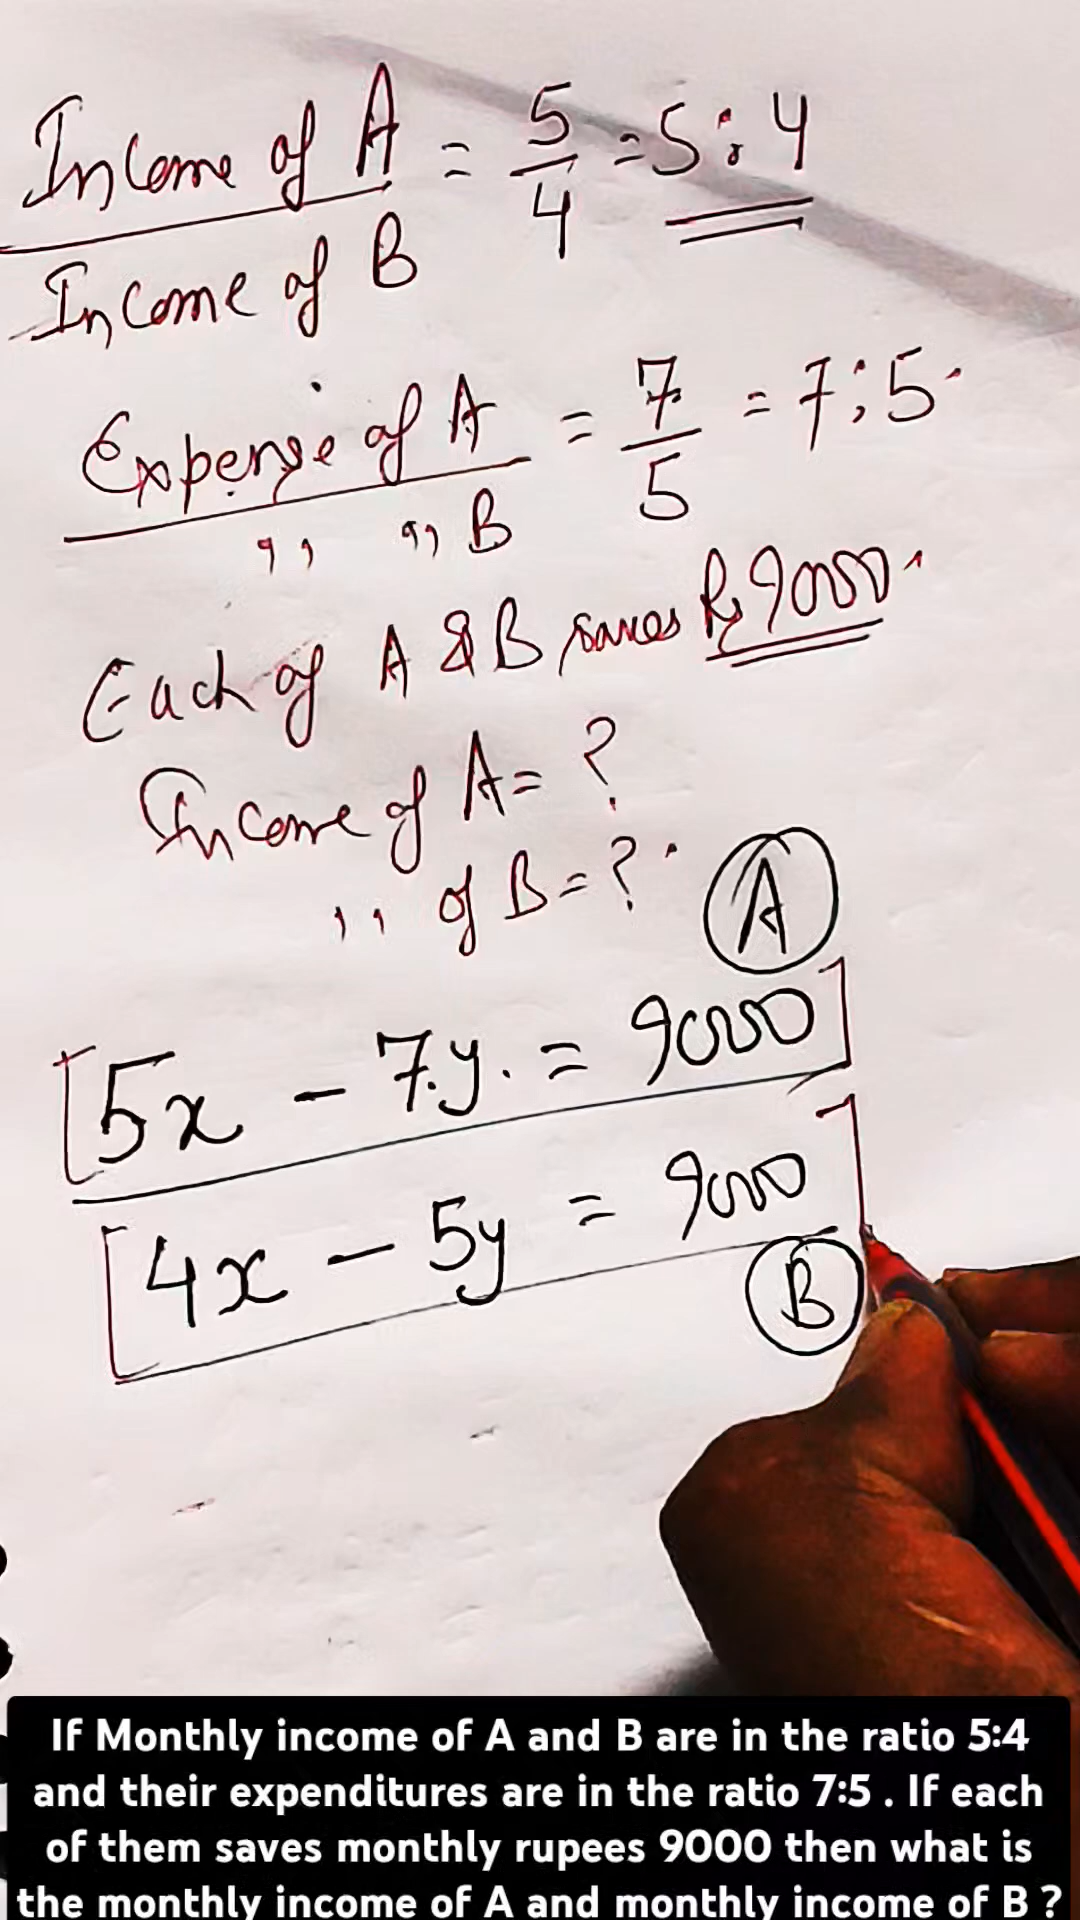 Income of A = 5/4 = 5:4
Income of B
Expense of A = 7/5 = 7:5
,, ,, B
Each of A & B saves Rs 9000
Income of A = ?
,, of B = ?
A
5x - 7y = 9000
4x - 5y = 9000
B
If Monthly income of A and B are in the ratio 5:4
and their expenditures are in the ratio 7:5 . If each
of them saves monthly rupees 9000 then what is
the monthly income of A and monthly income of B ?